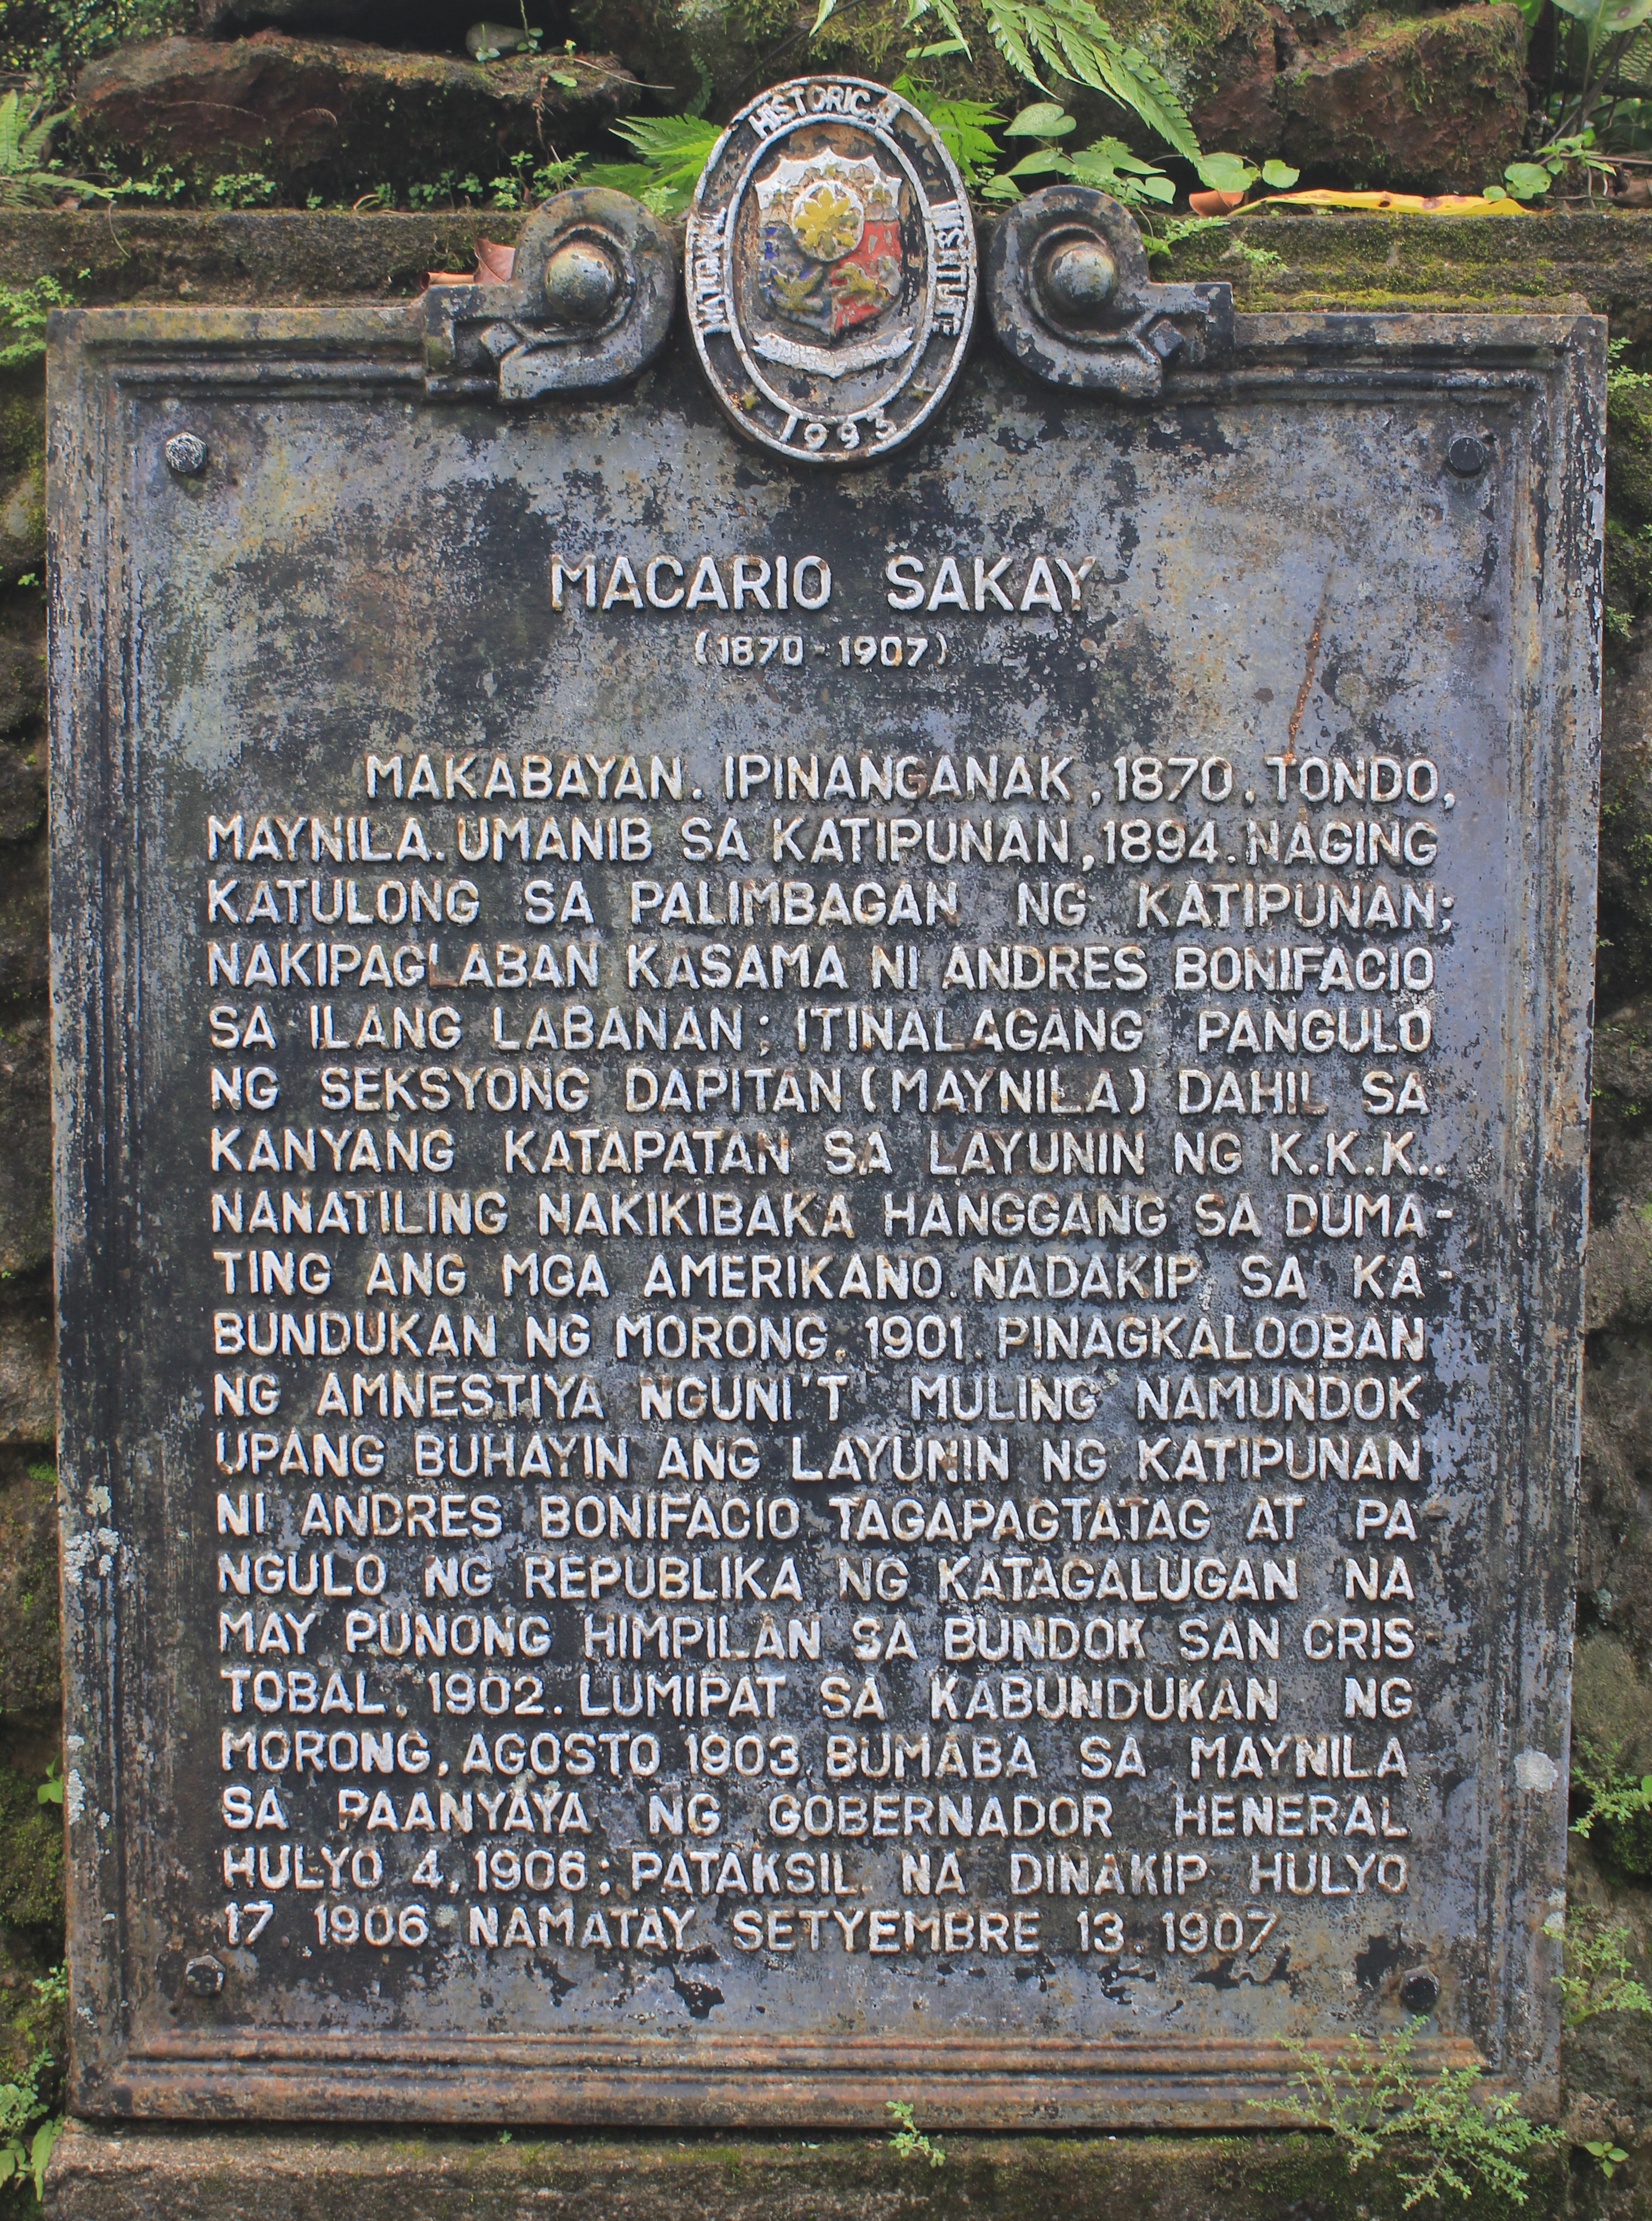 NATIONAL HISTORICAL INSTITUTE
1993
MACARIO SAKAY
(1870 - 1907)
MAKABAYAN. IPINANGANAK, 1870, TONDO,
MAYNILA. UMANIB SA KATIPUNAN, 1894. NAGING
KATULONG SA PALIMBAGAN NG KATIPUNAN;
NAKIPAGLABAN KASAMA NI ANDRES BONIFACIO
SA ILANG LABANAN; ITINALAGANG PANGULO
NG SEKSYONG DAPITAN (MAYNILA) DAHIL SA
KANYANG KATAPATAN SA LAYUNIN NG K.K.K..
NANATILING NAKIKIBAKA HANGGANG SA DUMA-
TING ANG MGA AMERIKANO. NADAKIP SA KA-
BUNDUKAN NG MORONG, 1901. PINAGKALOOBAN
NG AMNESTIYA NGUNI'T MULING NAMUNDOK
UPANG BUHAYIN ANG LAYUNIN NG KATIPUNAN
NI ANDRES BONIFACIO TAGAPAGTATAG AT PA
NGULO NG REPUBLIKA NG KATAGALUGAN NA
MAY PUNONG HIMPILAN SA BUNDOK SAN CRIS
TOBAL, 1902. LUMIPAT SA KABUNDUKAN NG
MORONG, AGOSTO 1903. BUMABA SA MAYNILA
SA PAANYAYA NG GOBERNADOR HENERAL
HULYO 4, 1906; PATAKSIL NA DINAKIP HULYO
17 1906 NAMATAY SETYEMBRE 13, 1907